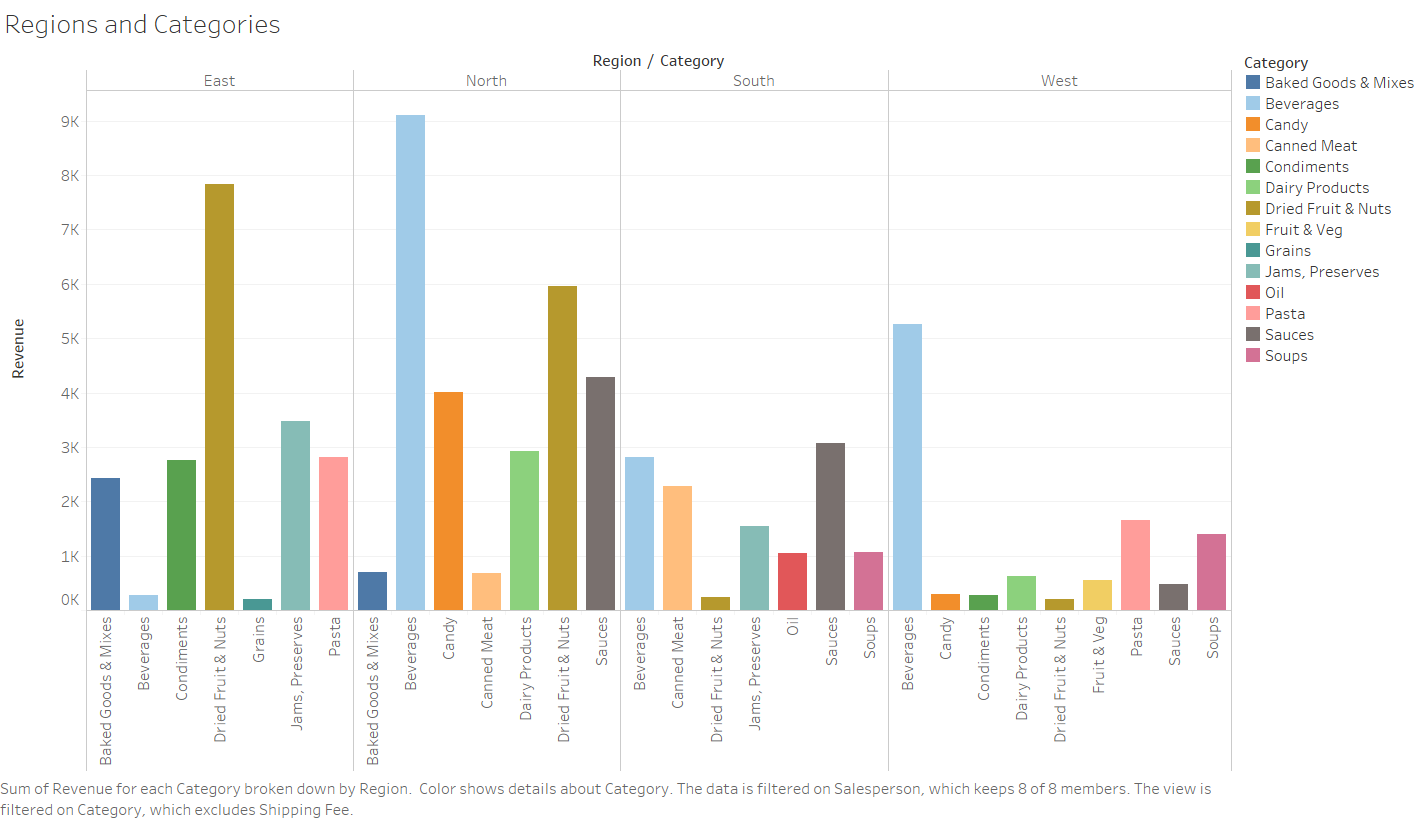 Regions and Categories
Region / Category
East
North
South
West
9K
8K
7K
6K
5K
4K
3K
2K
1K
0K
Revenue
Baked Goods & Mixes
Beverages
Condiments
Dried Fruit & Nuts
Grains
Jams, Preserves
Pasta
Baked Goods & Mixes
Beverages
Candy
Canned Meat
Dairy Products
Dried Fruit & Nuts
Sauces
Beverages
Canned Meat
Dried Fruit & Nuts
Jams, Preserves
Oil
Sauces
Soups
Beverages
Candy
Condiments
Dairy Products
Dried Fruit & Nuts
Fruit & Veg
Pasta
Sauces
Soups
Category
Baked Goods & Mixes
Beverages
Candy
Canned Meat
Condiments
Dairy Products
Dried Fruit & Nuts
Fruit & Veg
Grains
Jams, Preserves
Oil
Pasta
Sauces
Soups
Sum of Revenue for each Category broken down by Region.  Color shows details about Category. The data is filtered on Salesperson, which keeps 8 of 8 members. The view is
filtered on Category, which excludes Shipping Fee.